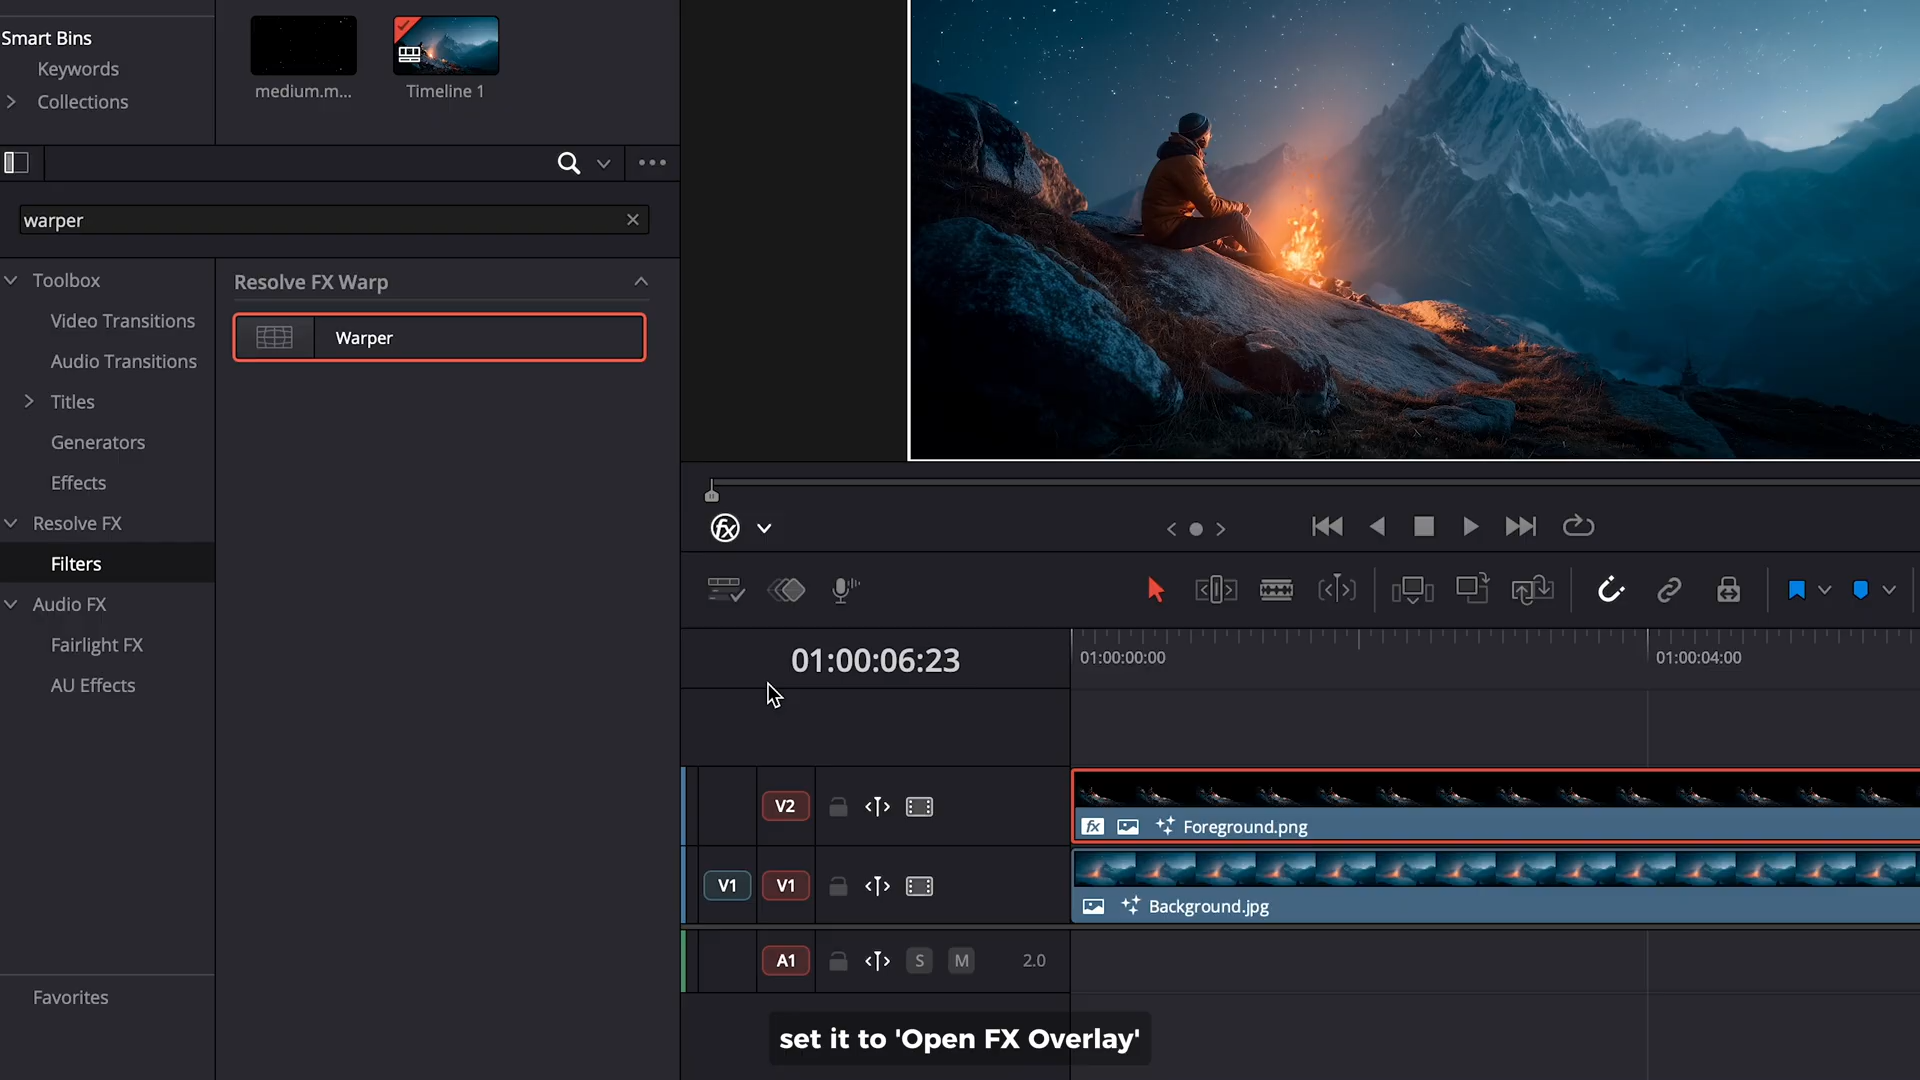 Smart Bins
Keywords
Collections
medium.m...
Timeline 1
warper
Toolbox
Video Transitions
Audio Transitions
Titles
Generators
Effects
Resolve FX
Filters
Audio FX
Fairlight FX
AU Effects
Favorites
Resolve FX Warp
Warper
fx
01:00:06:23
01:00:00:00
01:00:04:00
V2
fx Foreground.png
V1 V1
Background.jpg
A1 S M 2.0
set it to 'Open FX Overlay'